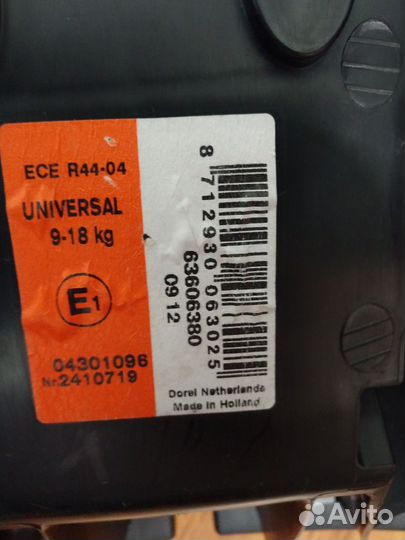 ECE R44-04
UNIVERSAL
9-18 kg
E1
04301096
Nr.2410719
8 712930 063025
63606380
09 12
Dorel Netherlands
Made in Holland
Avito